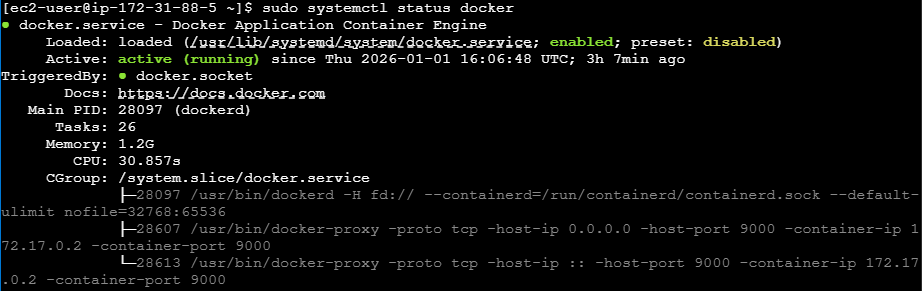 [ec2-user@ip-172-31-88-5 ~]$ sudo systemctl status docker
● docker.service - Docker Application Container Engine
Loaded: loaded (/usr/lib/systemd/system/docker.service; enabled; preset: disabled)
Active: active (running) since Thu 2026-01-01 16:06:48 UTC; 3h 7min ago
TriggeredBy: ● docker.socket
Docs: https://docs.docker.com
Main PID: 28097 (dockerd)
Tasks: 26
Memory: 1.2G
CPU: 30.857s
CGroup: /system.slice/docker.service
├─28097 /usr/bin/dockerd -H fd:// --containerd=/run/containerd/containerd.sock --default-
ulimit nofile=32768:65536
├─28607 /usr/bin/docker-proxy -proto tcp -host-ip 0.0.0.0 -host-port 9000 -container-ip 1
72.17.0.2 -container-port 9000
└─28613 /usr/bin/docker-proxy -proto tcp -host-ip :: -host-port 9000 -container-ip 172.17
.0.2 -container-port 9000